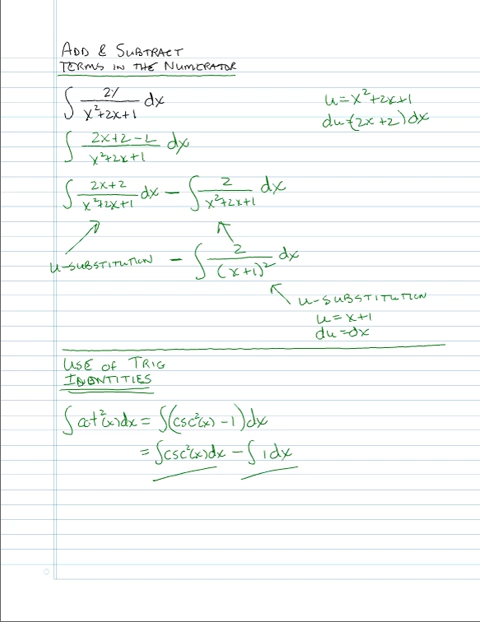 ADD & SUBTRACT
TERMS IN THE NUMERATOR
∫ 2x/(x²+2x+1) dx
u = x²+2x+1
du = (2x+2)dx
∫ (2x+2-2)/(x²+2x+1) dx
∫ (2x+2)/(x²+2x+1) dx − ∫ 2/(x²+2x+1) dx
u-SUBSTITUTION − ∫ 2/(x+1)² dx
u-SUBSTITUTION
u = x+1
du = dx
USE OF TRIG
IDENTITIES
∫cot²(x)dx = ∫(csc²(x) − 1)dx
= ∫csc²(x)dx − ∫1dx